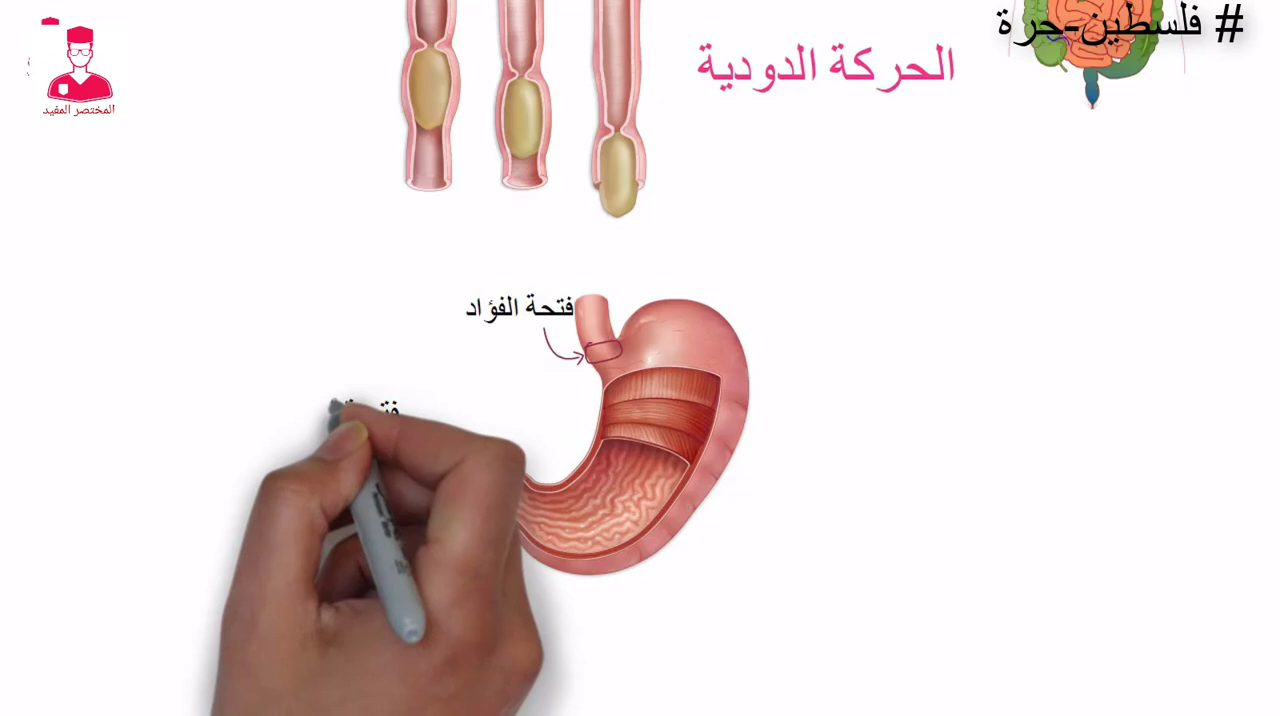 # فلسطين-حرة
الحركة الدودية
المختصر المفيد
فتحة الفؤاد